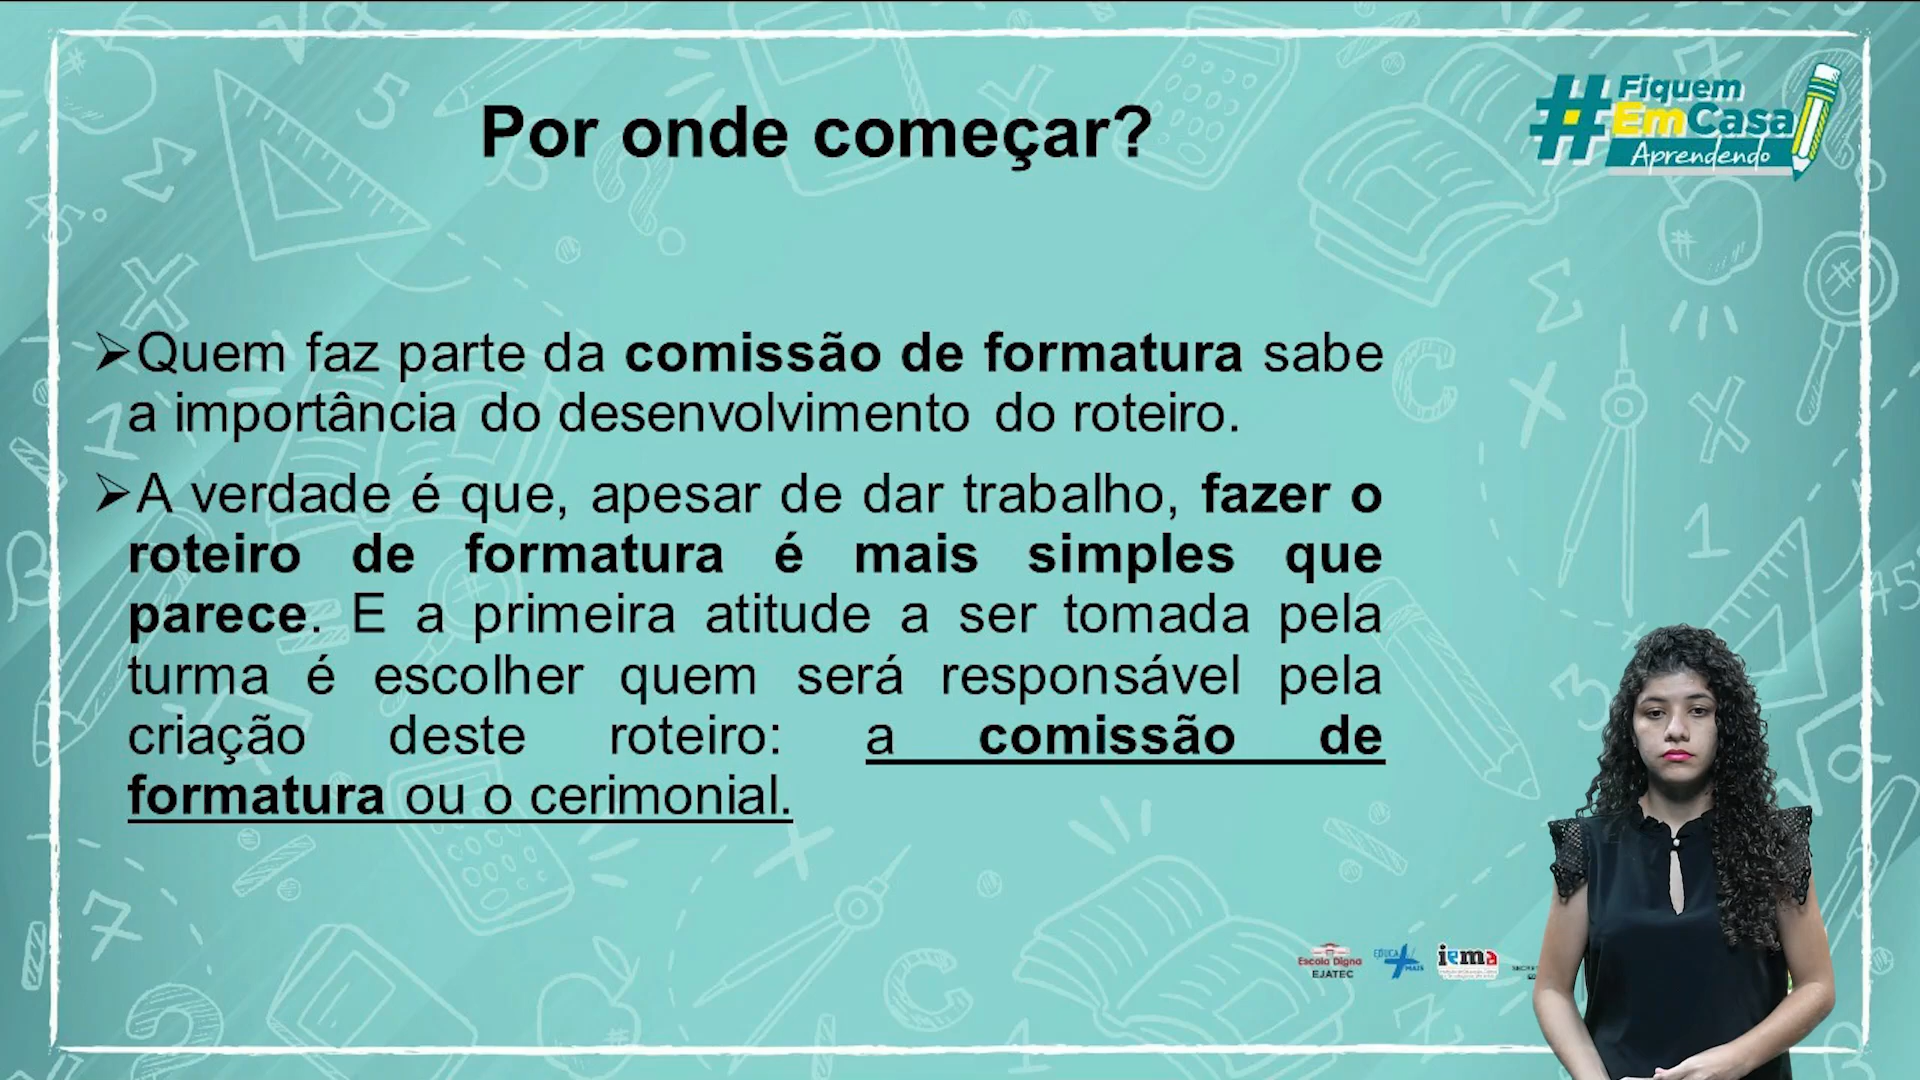 Por onde começar?
#Fiquem
EmCasa
Aprendendo
➢Quem faz parte da comissão de formatura sabe
a importância do desenvolvimento do roteiro.
➢A verdade é que, apesar de dar trabalho, fazer o
roteiro de formatura é mais simples que
parece. E a primeira atitude a ser tomada pela
turma é escolher quem será responsável pela
criação deste roteiro: a comissão de
formatura ou o cerimonial.
Escola Digna
EJATEC
EDUCA
MAIS
iema